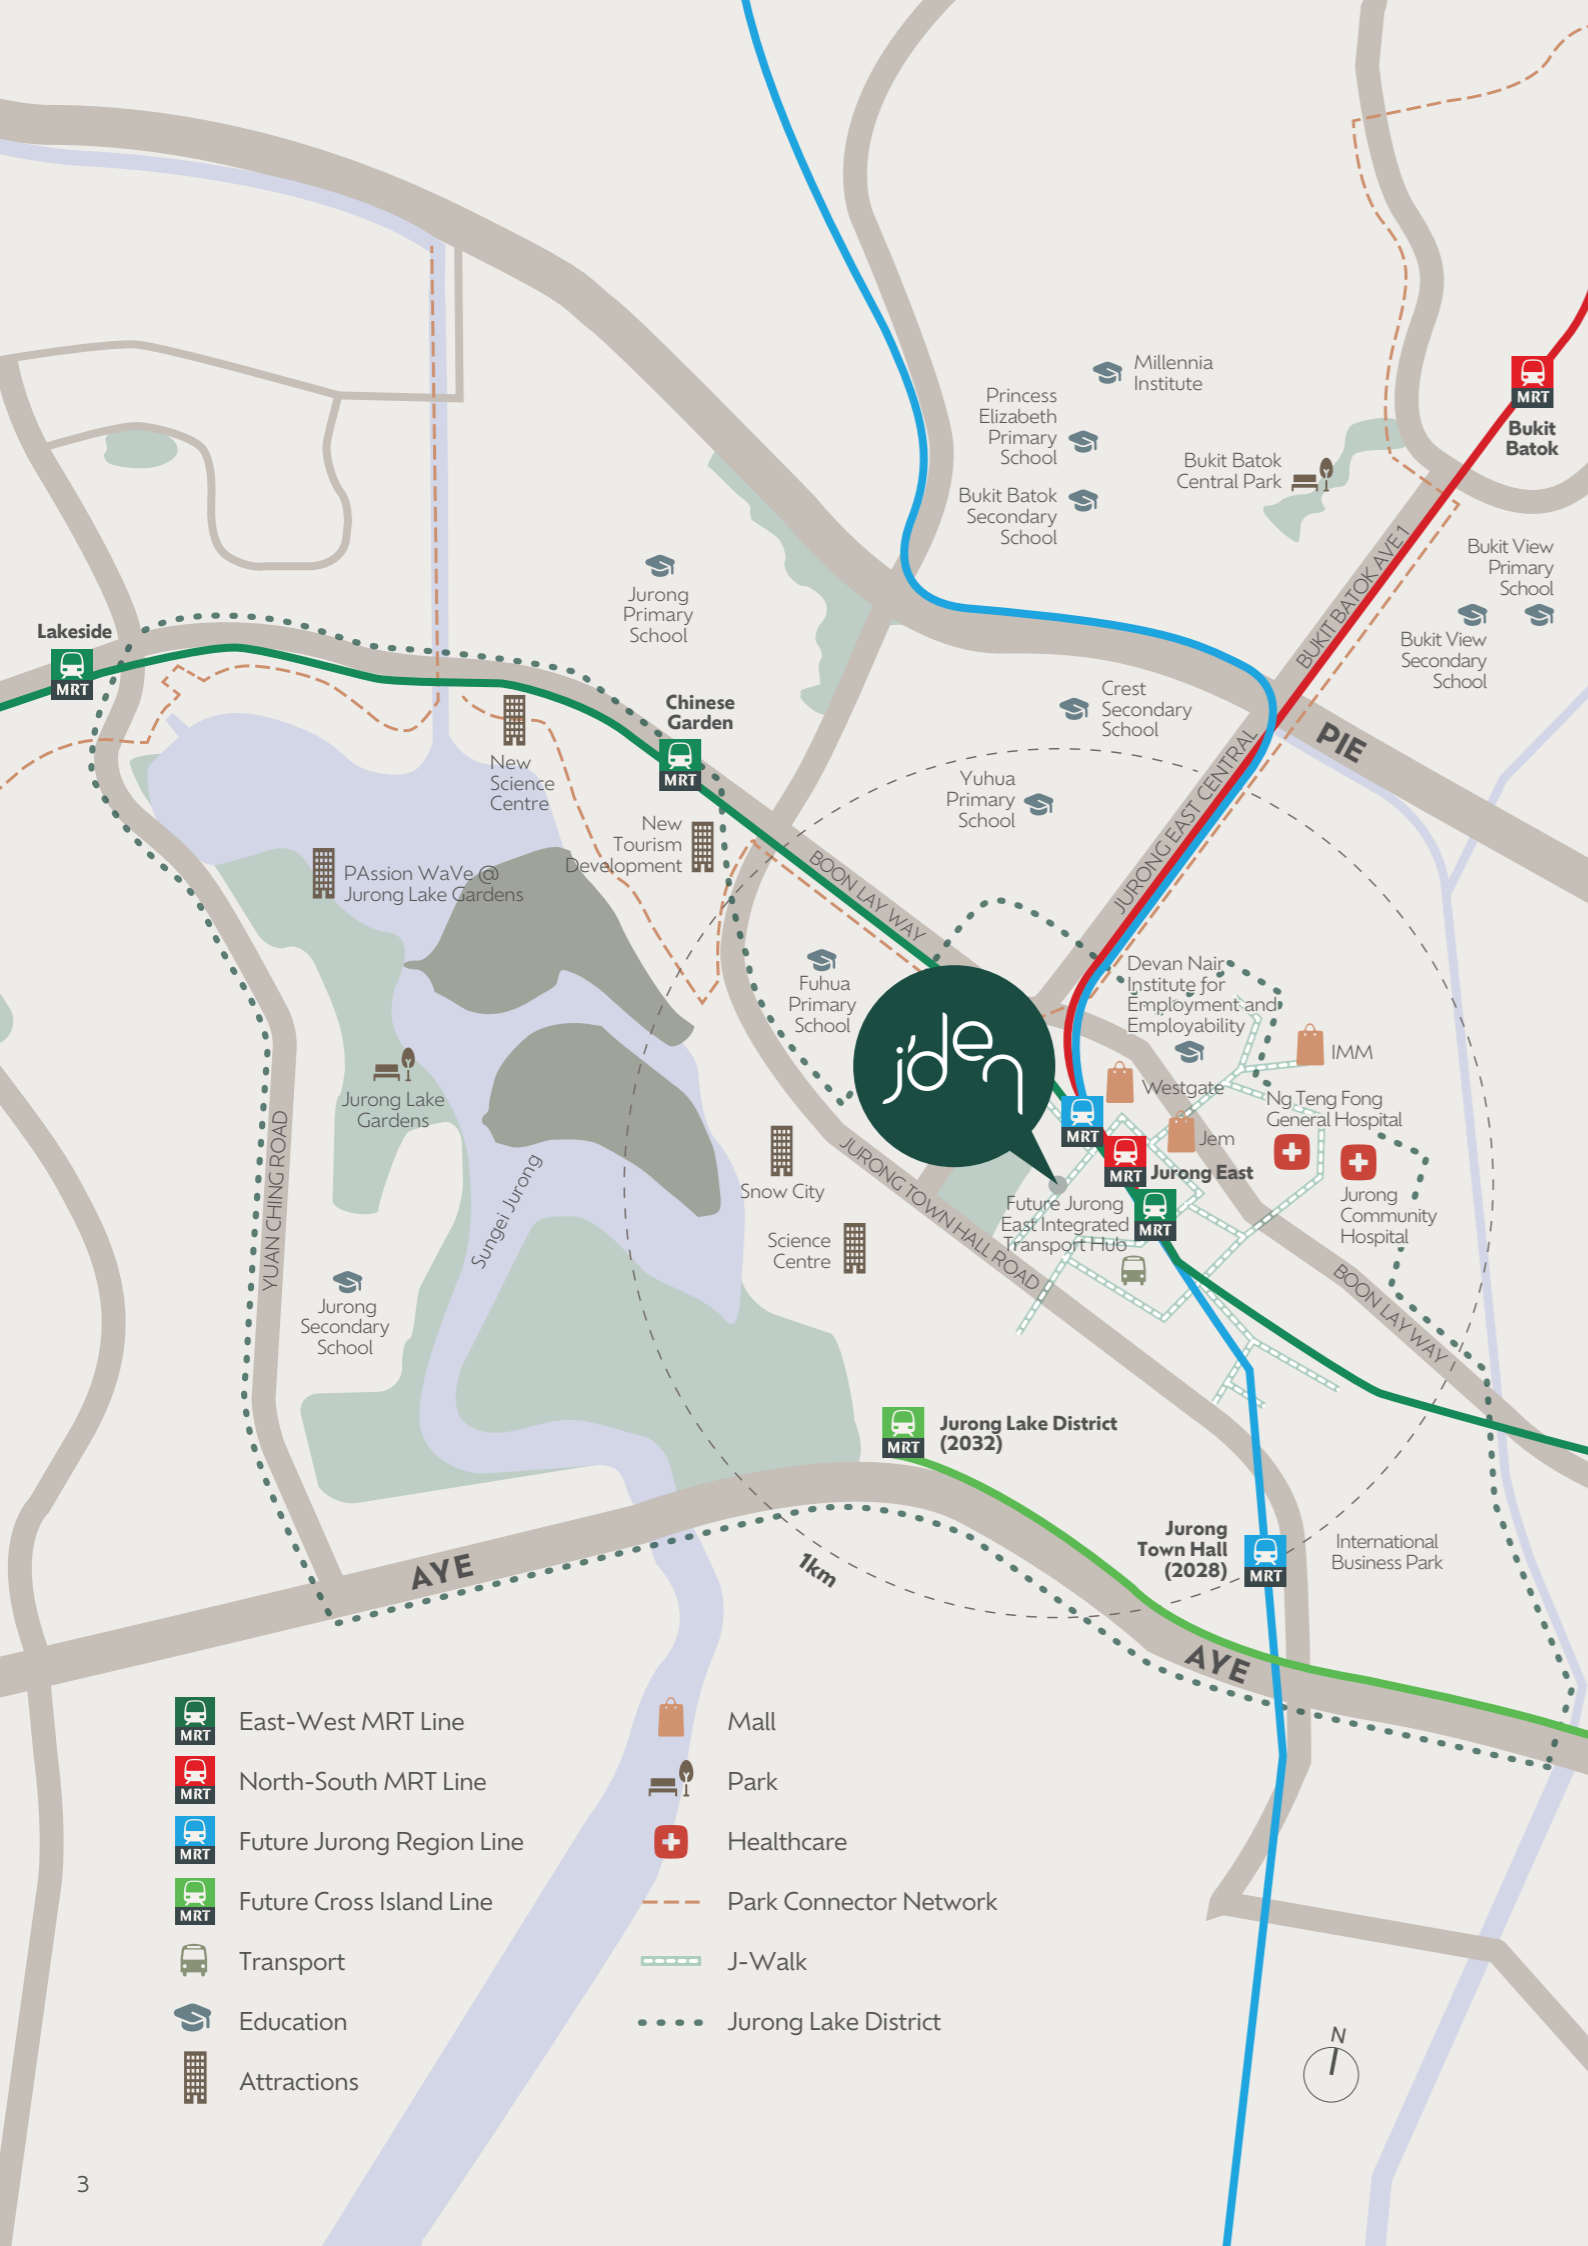 Millennia
Institute
Princess
Elizabeth
Primary
School
MRT
Bukit
Batok
Bukit Batok
Central Park
Bukit Batok
Secondary
School
BUKIT BATOK AVE 1
Bukit View
Primary
School
Jurong
Primary
School
Lakeside
MRT
Bukit View
Secondary
School
Crest
Secondary
School
Chinese
Garden
MRT
PIE
New
Science
Centre
Yuhua
Primary
School
JURONG EAST CENTRAL
New
Tourism
Development
PAssion WaVe @
Jurong Lake Gardens
BOON LAY WAY
Fuhua
Primary
School
Devan Nair
Institute for
Employment and
Employability
j'den
IMM
Westgate
Jurong Lake
Gardens
Ng Teng Fong
General Hospital
MRT
Jem
MRT
Jurong East
YUAN CHING ROAD
Sungei Jurong
JURONG TOWN HALL ROAD
Snow City
Jurong
Community
Hospital
Future Jurong
East Integrated
Transport Hub
MRT
Science
Centre
Jurong
Secondary
School
BOON LAY WAY
MRT
Jurong Lake District
(2032)
Jurong
Town Hall
(2028)
MRT
International
Business Park
AYE
1km
AYE
MRT
East-West MRT Line
MRT
North-South MRT Line
MRT
Future Jurong Region Line
MRT
Future Cross Island Line
Transport
Education
Attractions
Mall
Park
Healthcare
Park Connector Network
J-Walk
Jurong Lake District
N
3